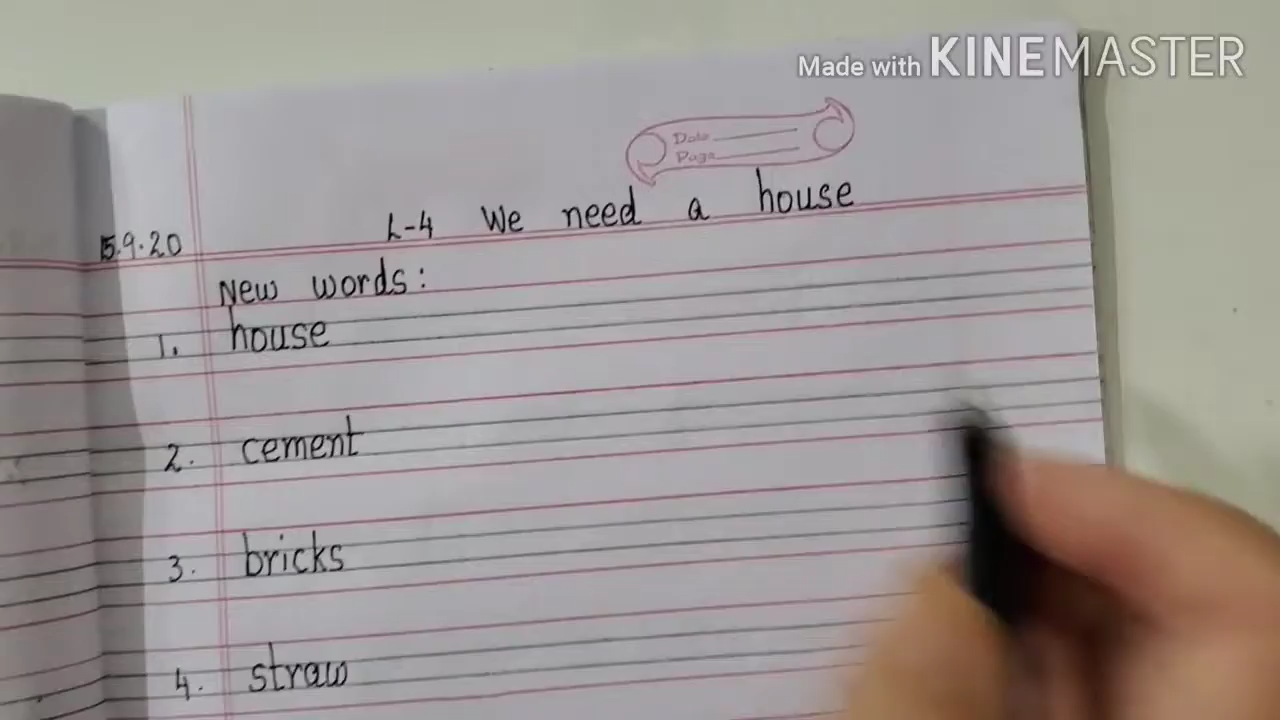 Made with KINEMASTER
Date
Page
L-4 We need a house
5.9.20
New words:
1. house
2. cement
3. bricks
4. straw